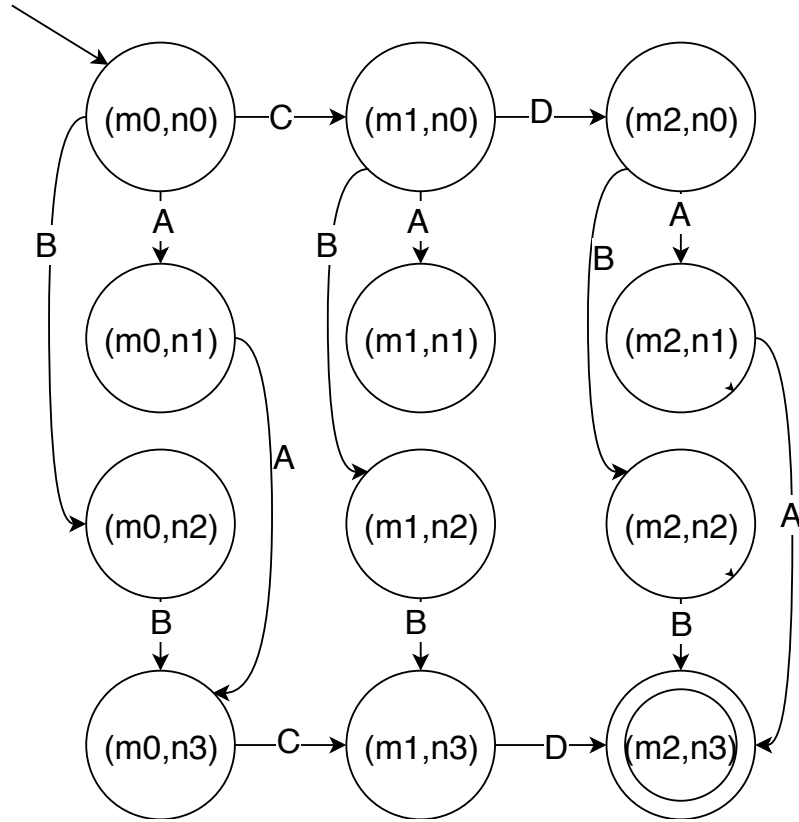 (m0,n0) C (m1,n0) D (m2,n0)
B A B A B A
(m0,n1) (m1,n1) (m2,n1)
A A
(m0,n2) (m1,n2) (m2,n2)
B B B
(m0,n3) C (m1,n3) D (m2,n3)